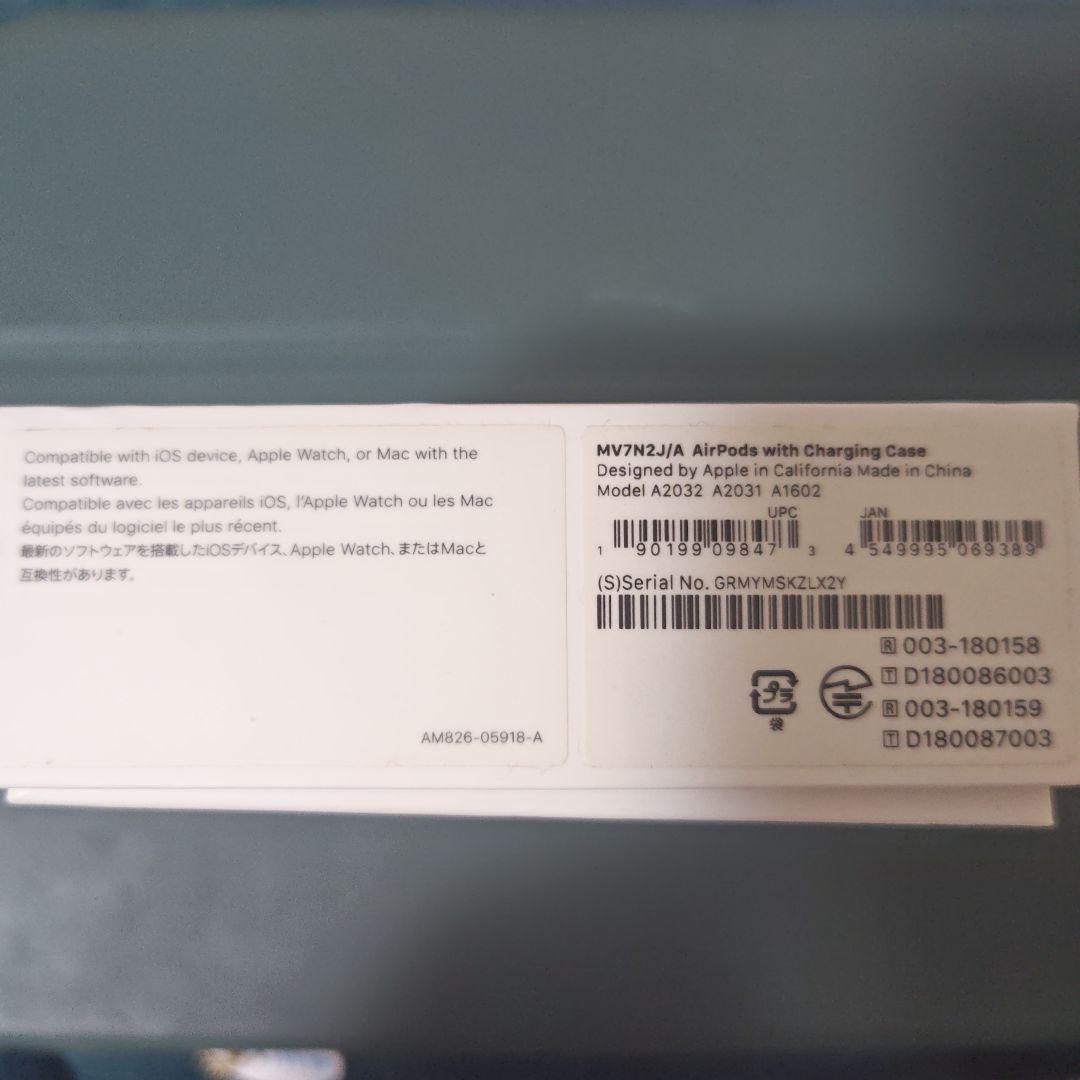 Compatible with iOS device, Apple Watch, or Mac with the
latest software.
Compatible avec les appareils iOS, l'Apple Watch ou les Mac
équipés du logiciel le plus récent.
最新のソフトウェアを搭載したiOSデバイス、Apple Watch、またはMacと
互換性があります。
AM826-05918-A
MV7N2J/A AirPods with Charging Case
Designed by Apple in California Made in China
Model A2032 A2031 A1602
UPC
1 90199 09847 3
JAN
4 549995 069389
(S)Serial No. GRMYMSKZLX2Y
プラ
袋
R 003-180158
T D180086003
R 003-180159
T D180087003